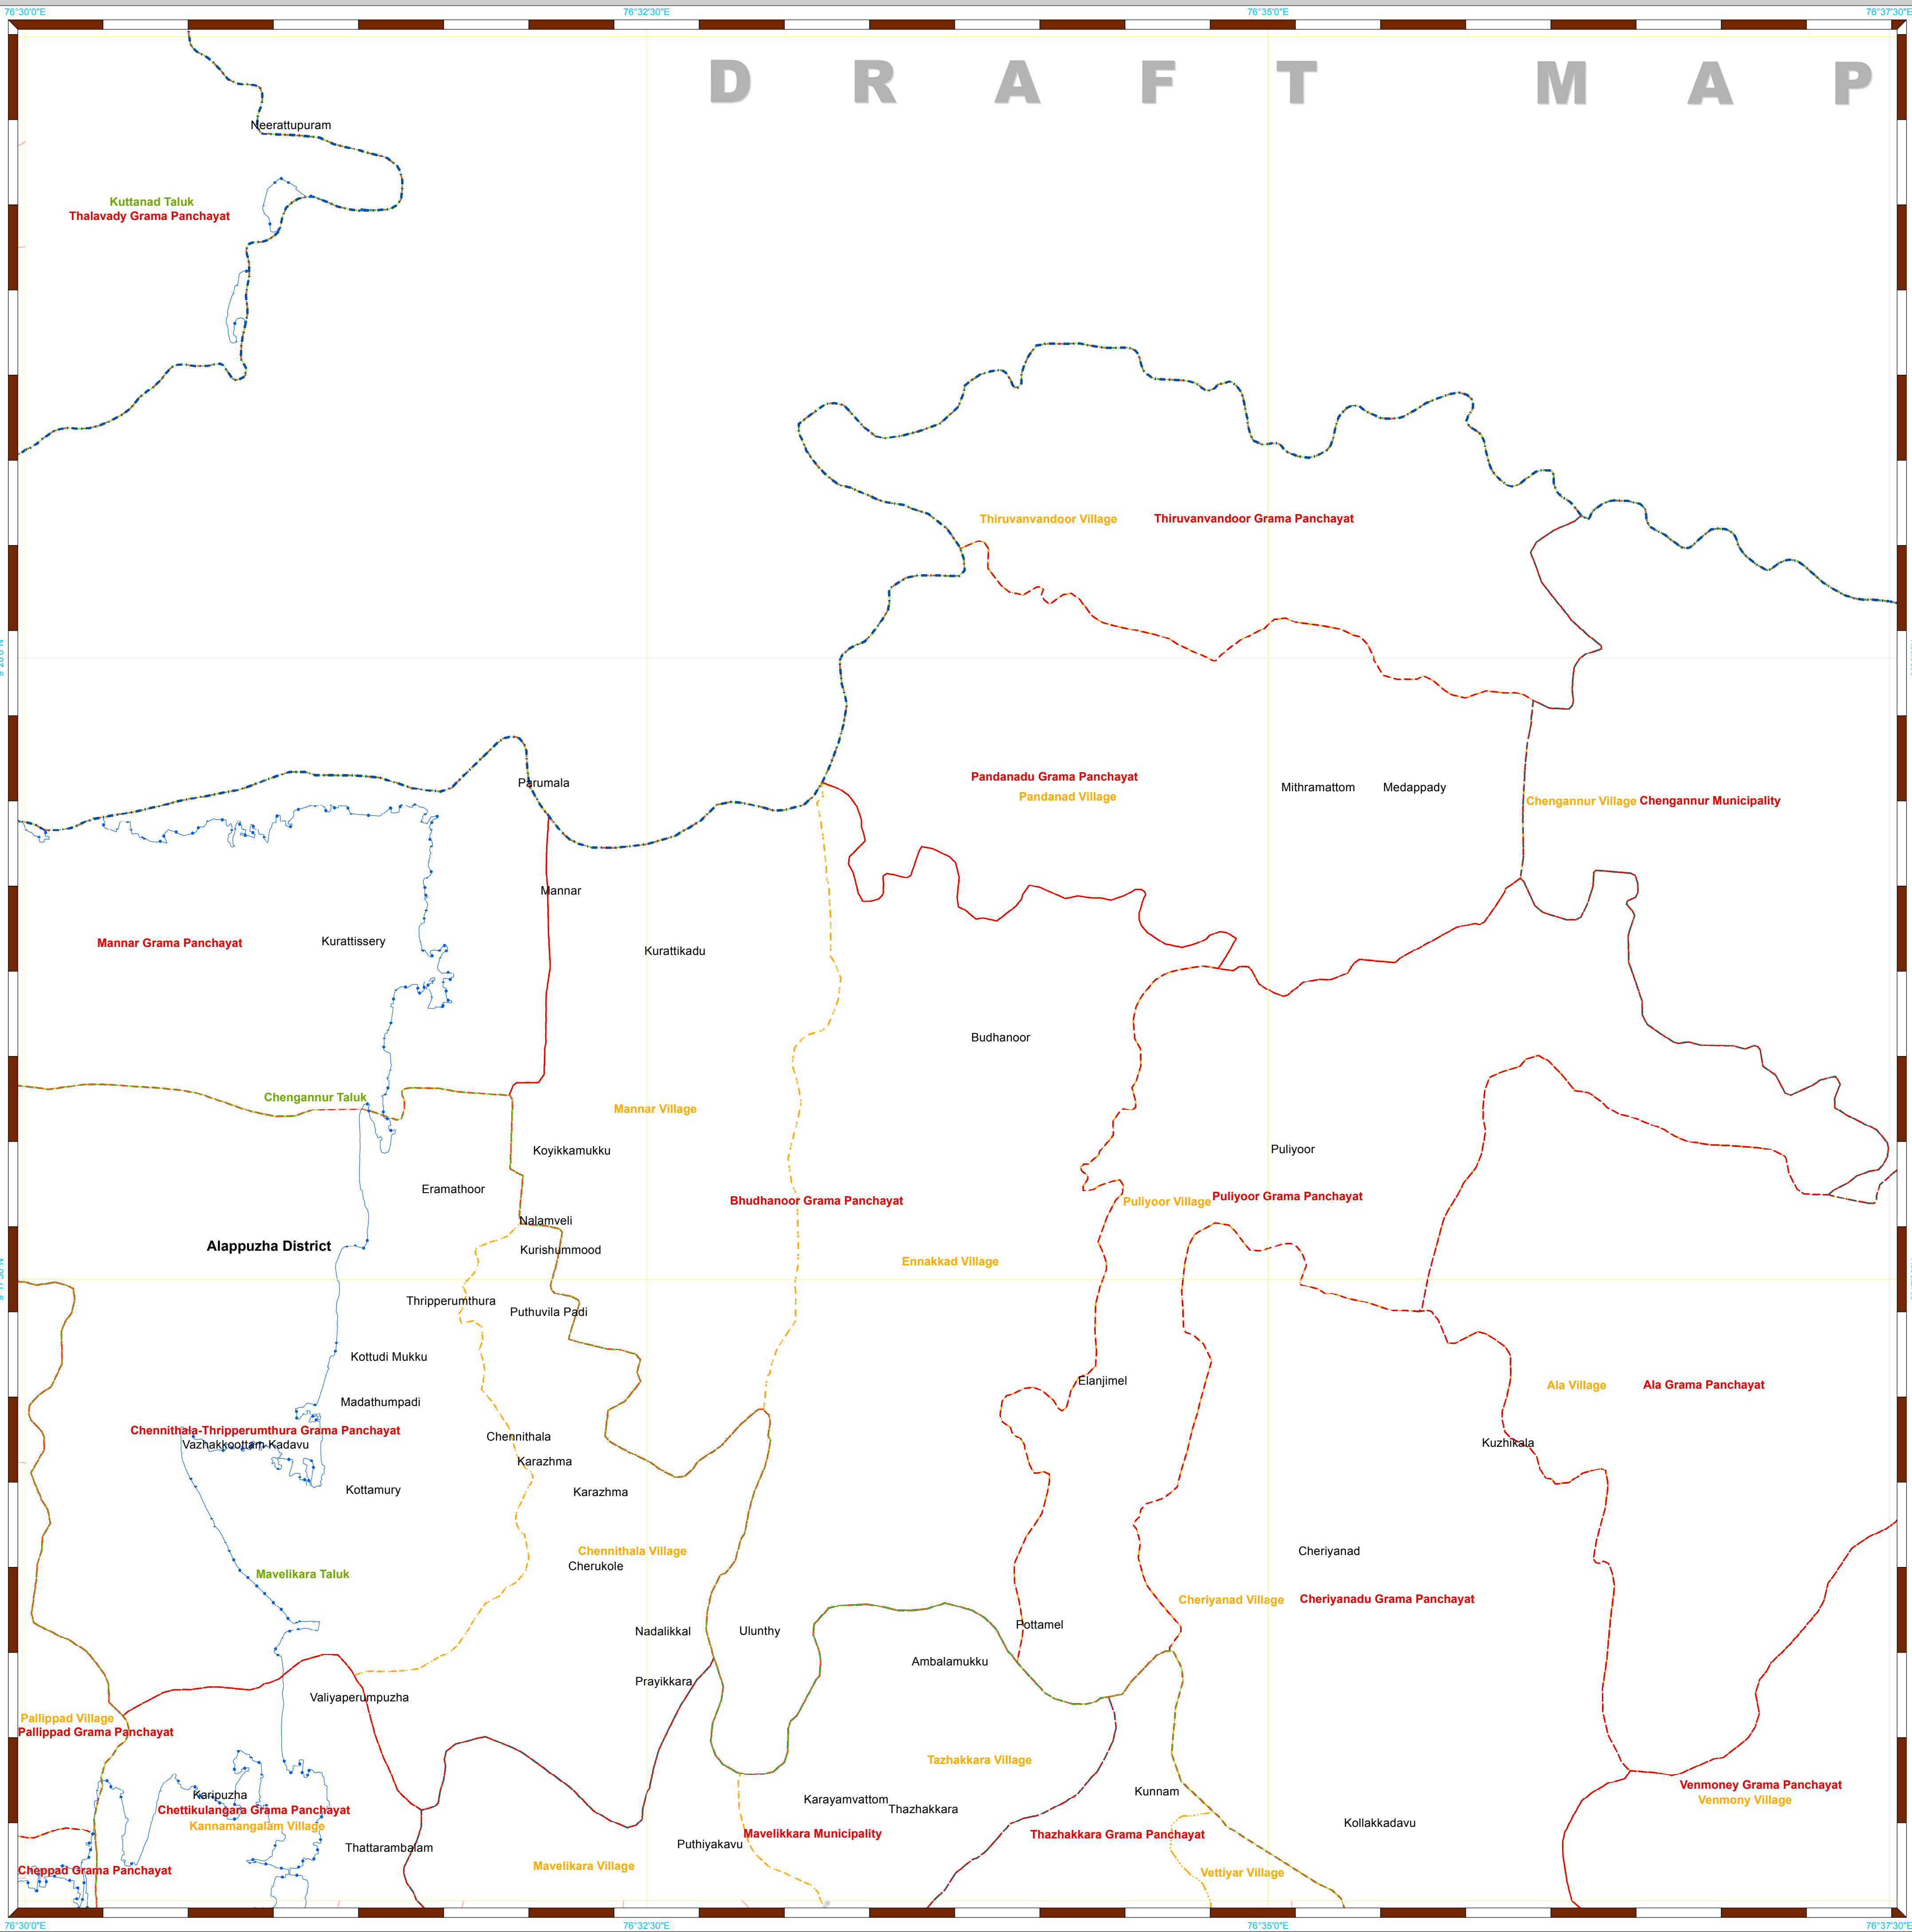 76°30'0"E 76°32'30"E 76°35'0"E 76°37'30"E
D R A F T M A P
Neerattupuram
Kuttanad Taluk
Thalavady Grama Panchayat
Thiruvanvandoor Village Thiruvanvandoor Grama Panchayat
Parumala
Pandanadu Grama Panchayat
Pandanad Village
Mithramattom Medappady
Chengannur Village Chengannur Municipality
Mannar
Mannar Grama Panchayat
Kurattissery
Kurattikadu
Budhanoor
Chengannur Taluk
Mannar Village
Koyikkamukku
Puliyoor
Eramathoor
Bhudhanoor Grama Panchayat
Puliyoor Village Puliyoor Grama Panchayat
Nalamveli
Alappuzha District
Kurishummood
Ennakkad Village
Thripperumthura
Puthuvila Padi
Kottudi Mukku
Elanjimel
Ala Village Ala Grama Panchayat
Madathumpadi
Chennithala-Thripperumthura Grama Panchayat
Chennithala
Vazhakkoottam Kadavu
Kuzhikala
Karazhma
Kottamury
Karazhma
Chennithala Village
Cherukole
Cheriyanad
Mavelikara Taluk
Cheriyanad Village Cheriyanadu Grama Panchayat
Pottamel
Nadalikkal
Ulunthy
Ambalamukku
Prayikkara
Valiyaperumpuzha
Pallippad Village
Pallippad Grama Panchayat
Tazhakkara Village
Venmoney Grama Panchayat
Venmony Village
Karipuzha
Kunnam
Karayamvattom
Thazhakkara
Chettikulangara Grama Panchayat
Kannamangalam Village
Kollakkadavu
Mavelikkara Municipality
Thazhakkara Grama Panchayat
Puthiyakavu
Thattarambalam
Mavelikara Village
Cheppad Grama Panchayat
Vettiyar Village
76°30'0"E 76°32'30"E 76°35'0"E 76°37'30"E